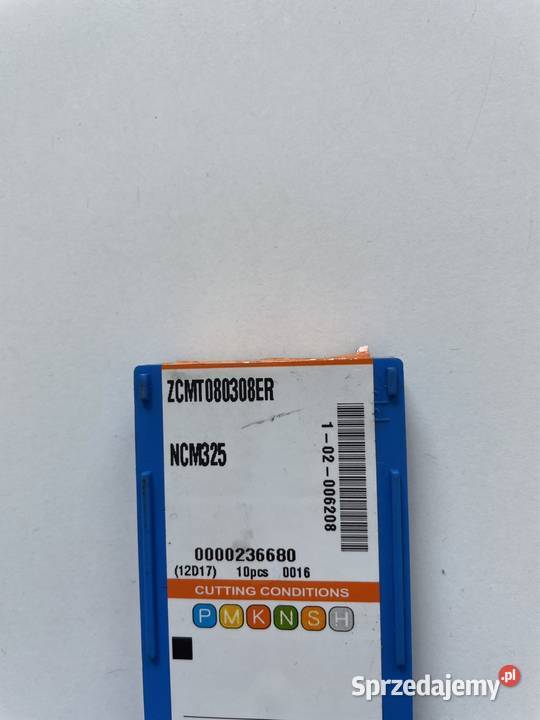 ZCMT080308ER
NCM325
1-02-006208
0000236680
(12D17) 10pcs 0016
CUTTING CONDITIONS
P M K N S H
Sprzedajemy.pl